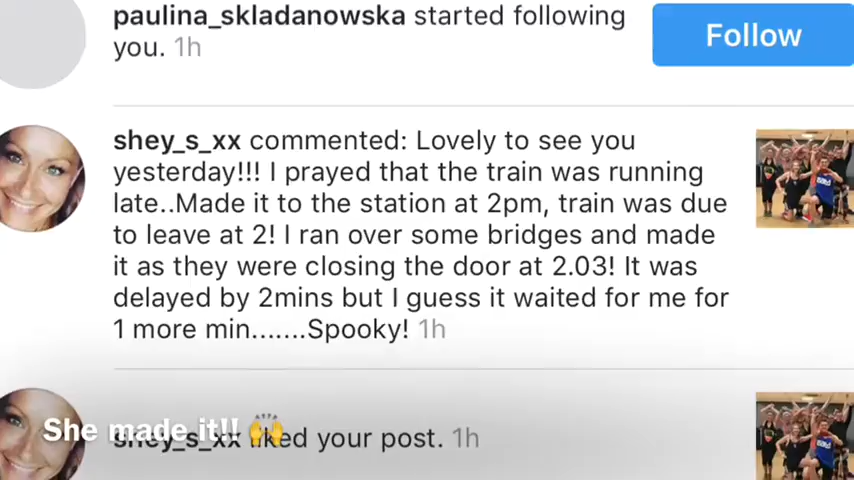 paulina_skladanowska started following
you. 1h
Follow
shey_s_xx commented: Lovely to see you
yesterday!!! I prayed that the train was running
late..Made it to the station at 2pm, train was due
to leave at 2! I ran over some bridges and made
it as they were closing the door at 2.03! It was
delayed by 2mins but I guess it waited for me for
1 more min.......Spooky! 1h
She made it!! 🙌
shey_s_xx liked your post. 1h